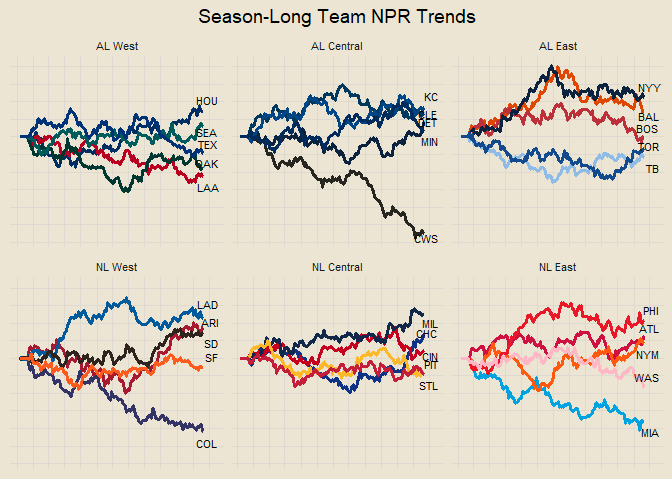 Season-Long Team NPR Trends
AL West
AL Central
AL East
HOU
SEA
TEX
OAK
LAA
KC
CLE
DET
MIN
CWS
NYY
BAL
BOS
TOR
TB
NL West
NL Central
NL East
LAD
ARI
SD
SF
COL
MIL
CHC
CIN
PIT
STL
PHI
ATL
NYM
WAS
MIA